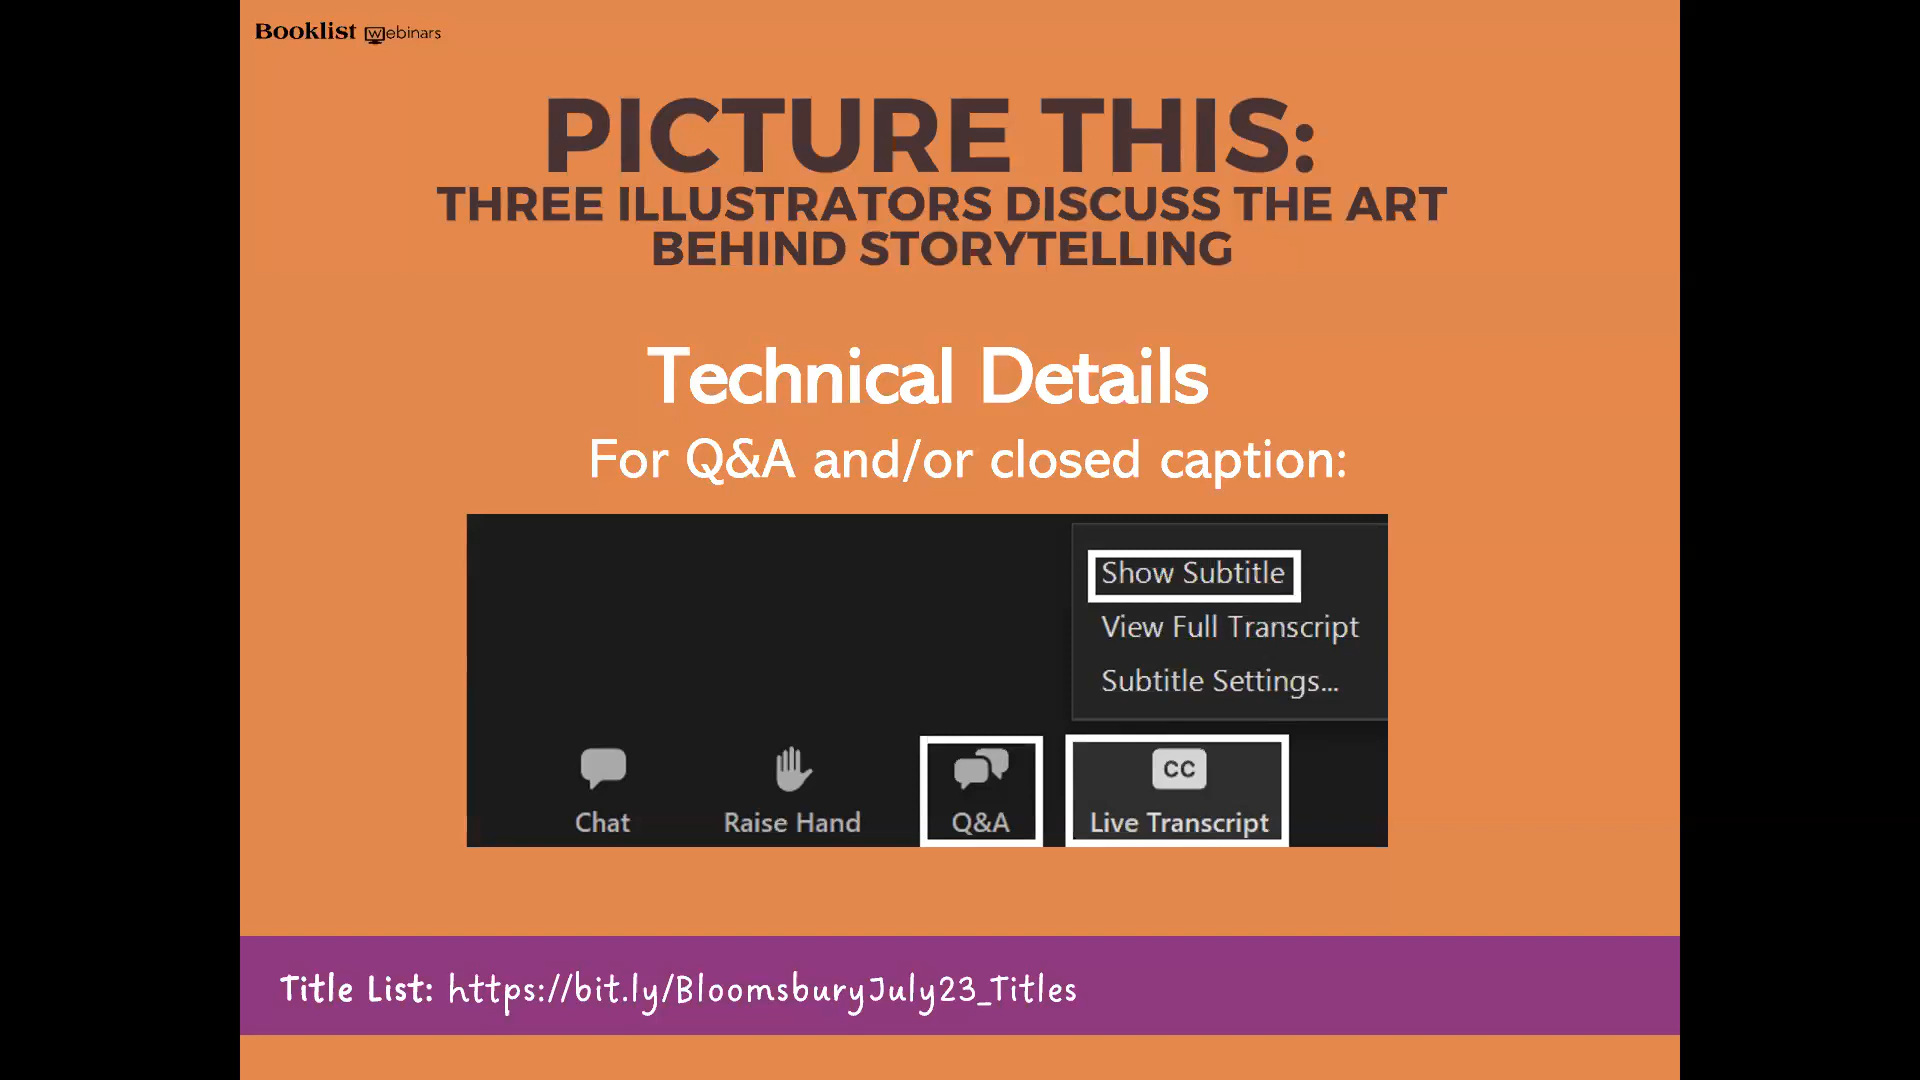 Booklist Webinars
PICTURE THIS:
THREE ILLUSTRATORS DISCUSS THE ART
BEHIND STORYTELLING
Technical Details
For Q&A and/or closed caption:
Show Subtitle
View Full Transcript
Subtitle Settings...
CC
Chat Raise Hand Q&A Live Transcript
Title List: https://bit.ly/BloomsburyJuly23_Titles